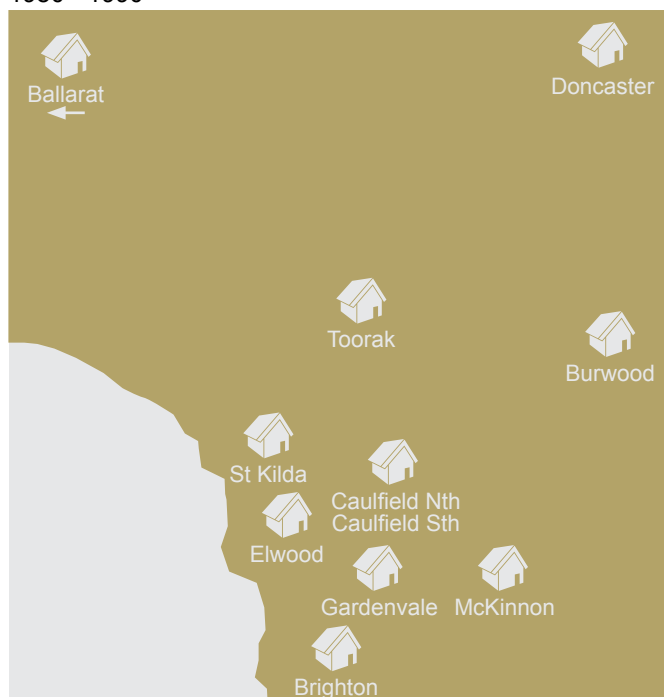 Ballarat
Doncaster
Toorak
Burwood
St Kilda
Caulfield Nth
Caulfield Sth
Elwood
Gardenvale
McKinnon
Brighton